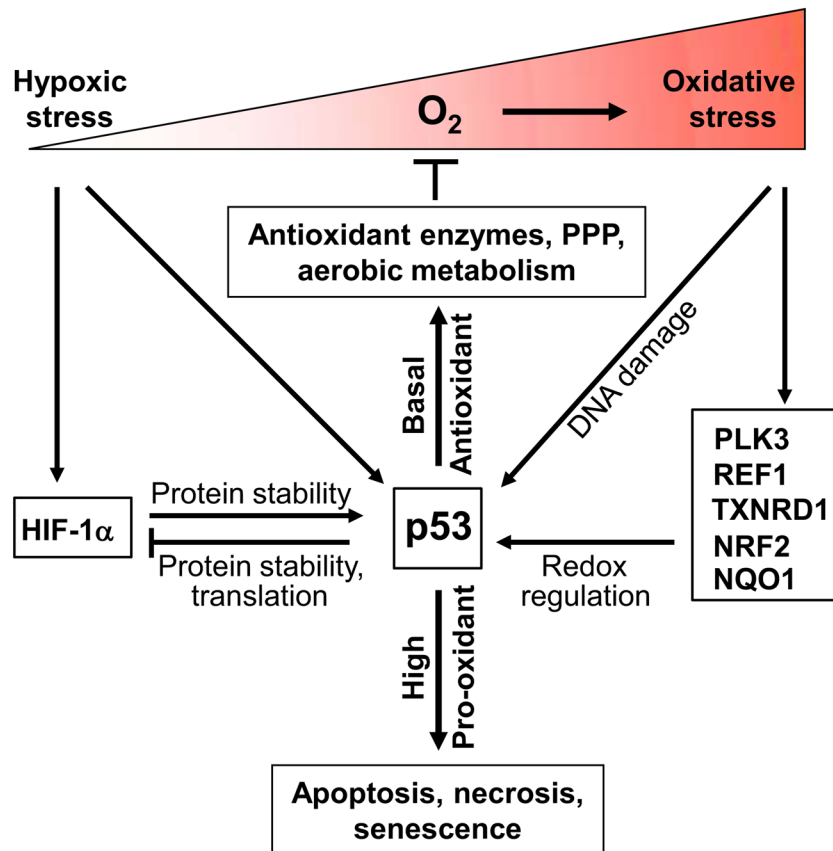 Hypoxic
stress
O₂
Oxidative
stress
Antioxidant enzymes, PPP,
aerobic metabolism
Basal
Antioxidant
DNA damage
PLK3
REF1
TXNRD1
NRF2
NQO1
HIF-1α
Protein stability
Protein stability,
translation
p53
Redox
regulation
High
Pro-oxidant
Apoptosis, necrosis,
senescence